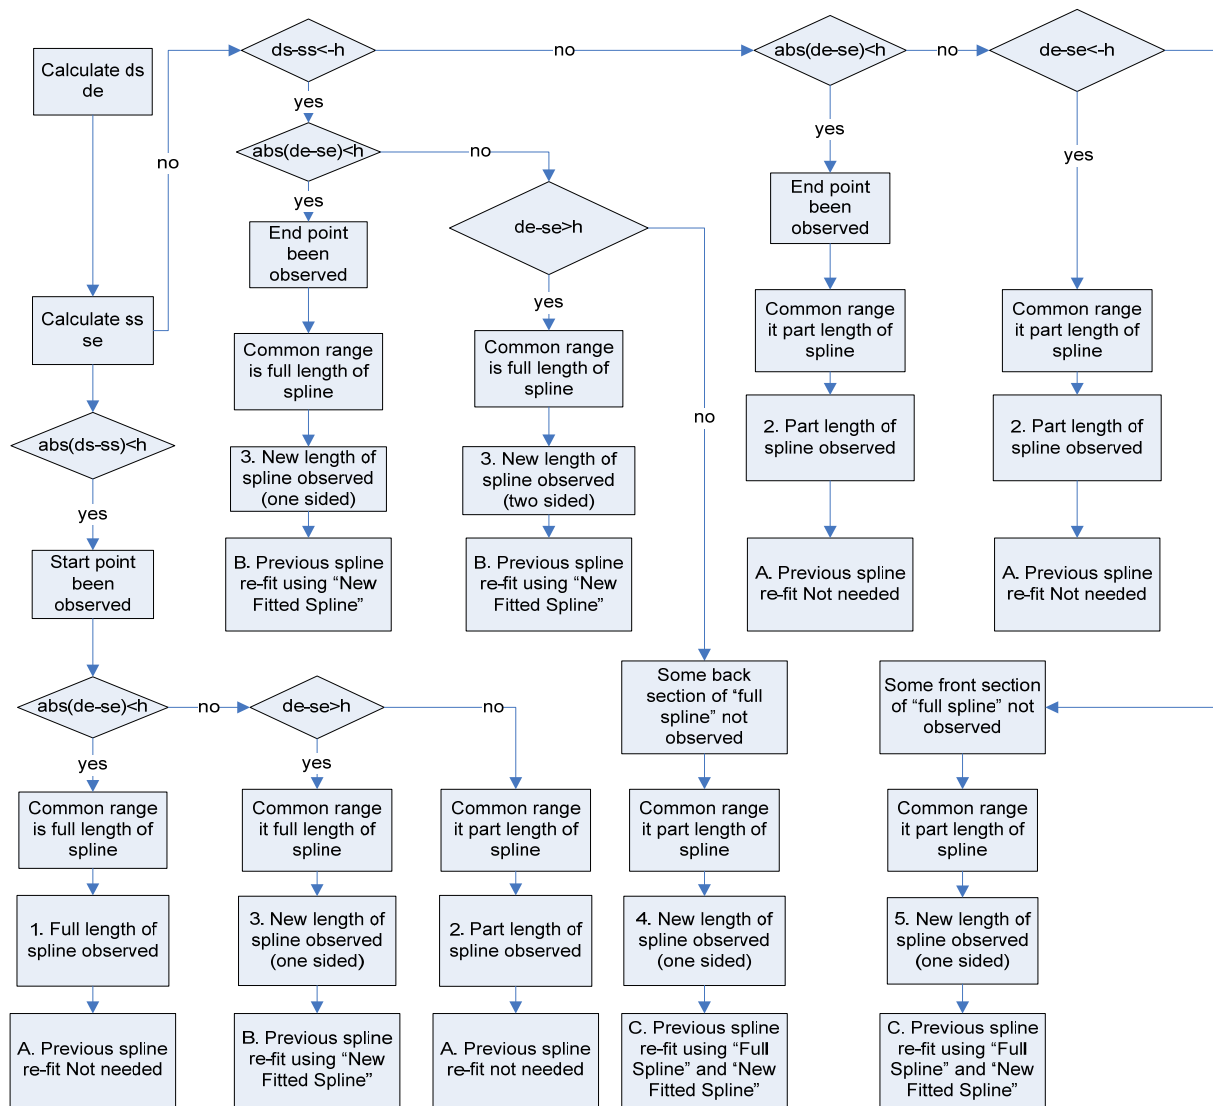 Calculate ds
de
no
ds-ss<-h
no
abs(de-se)<h
no
de-se<-h
yes
abs(de-se)<h
no
yes
End point
been
observed
de-se>h
yes
End point
been
observed
yes
Calculate ss
se
yes
Common range
is full length of
spline
Common range
is full length of
spline
Common range
it part length of
spline
Common range
it part length of
spline
no
abs(ds-ss)<h
3. New length of
spline observed
(one sided)
3. New length of
spline observed
(two sided)
2. Part length of
spline observed
2. Part length of
spline observed
yes
Start point
been
observed
B. Previous spline
re-fit using “New
Fitted Spline”
B. Previous spline
re-fit using “New
Fitted Spline”
A. Previous spline
re-fit Not needed
A. Previous spline
re-fit Not needed
abs(de-se)<h
no
de-se>h
no
Some back
section of “full
spline” not
observed
Some front section
of “full spline” not
observed
yes
yes
Common range
is full length of
spline
Common range
it full length of
spline
Common range
it part length of
spline
Common range
it part length of
spline
Common range
it part length of
spline
1. Full length of
spline observed
3. New length of
spline observed
(one sided)
2. Part length of
spline observed
4. New length of
spline observed
(one sided)
5. New length of
spline observed
(one sided)
A. Previous spline
re-fit Not needed
B. Previous spline
re-fit using “New
Fitted Spline”
A. Previous spline
re-fit not needed
C. Previous spline
re-fit using “Full
Spline” and “New
Fitted Spline”
C. Previous spline
re-fit using “Full
Spline” and “New
Fitted Spline”